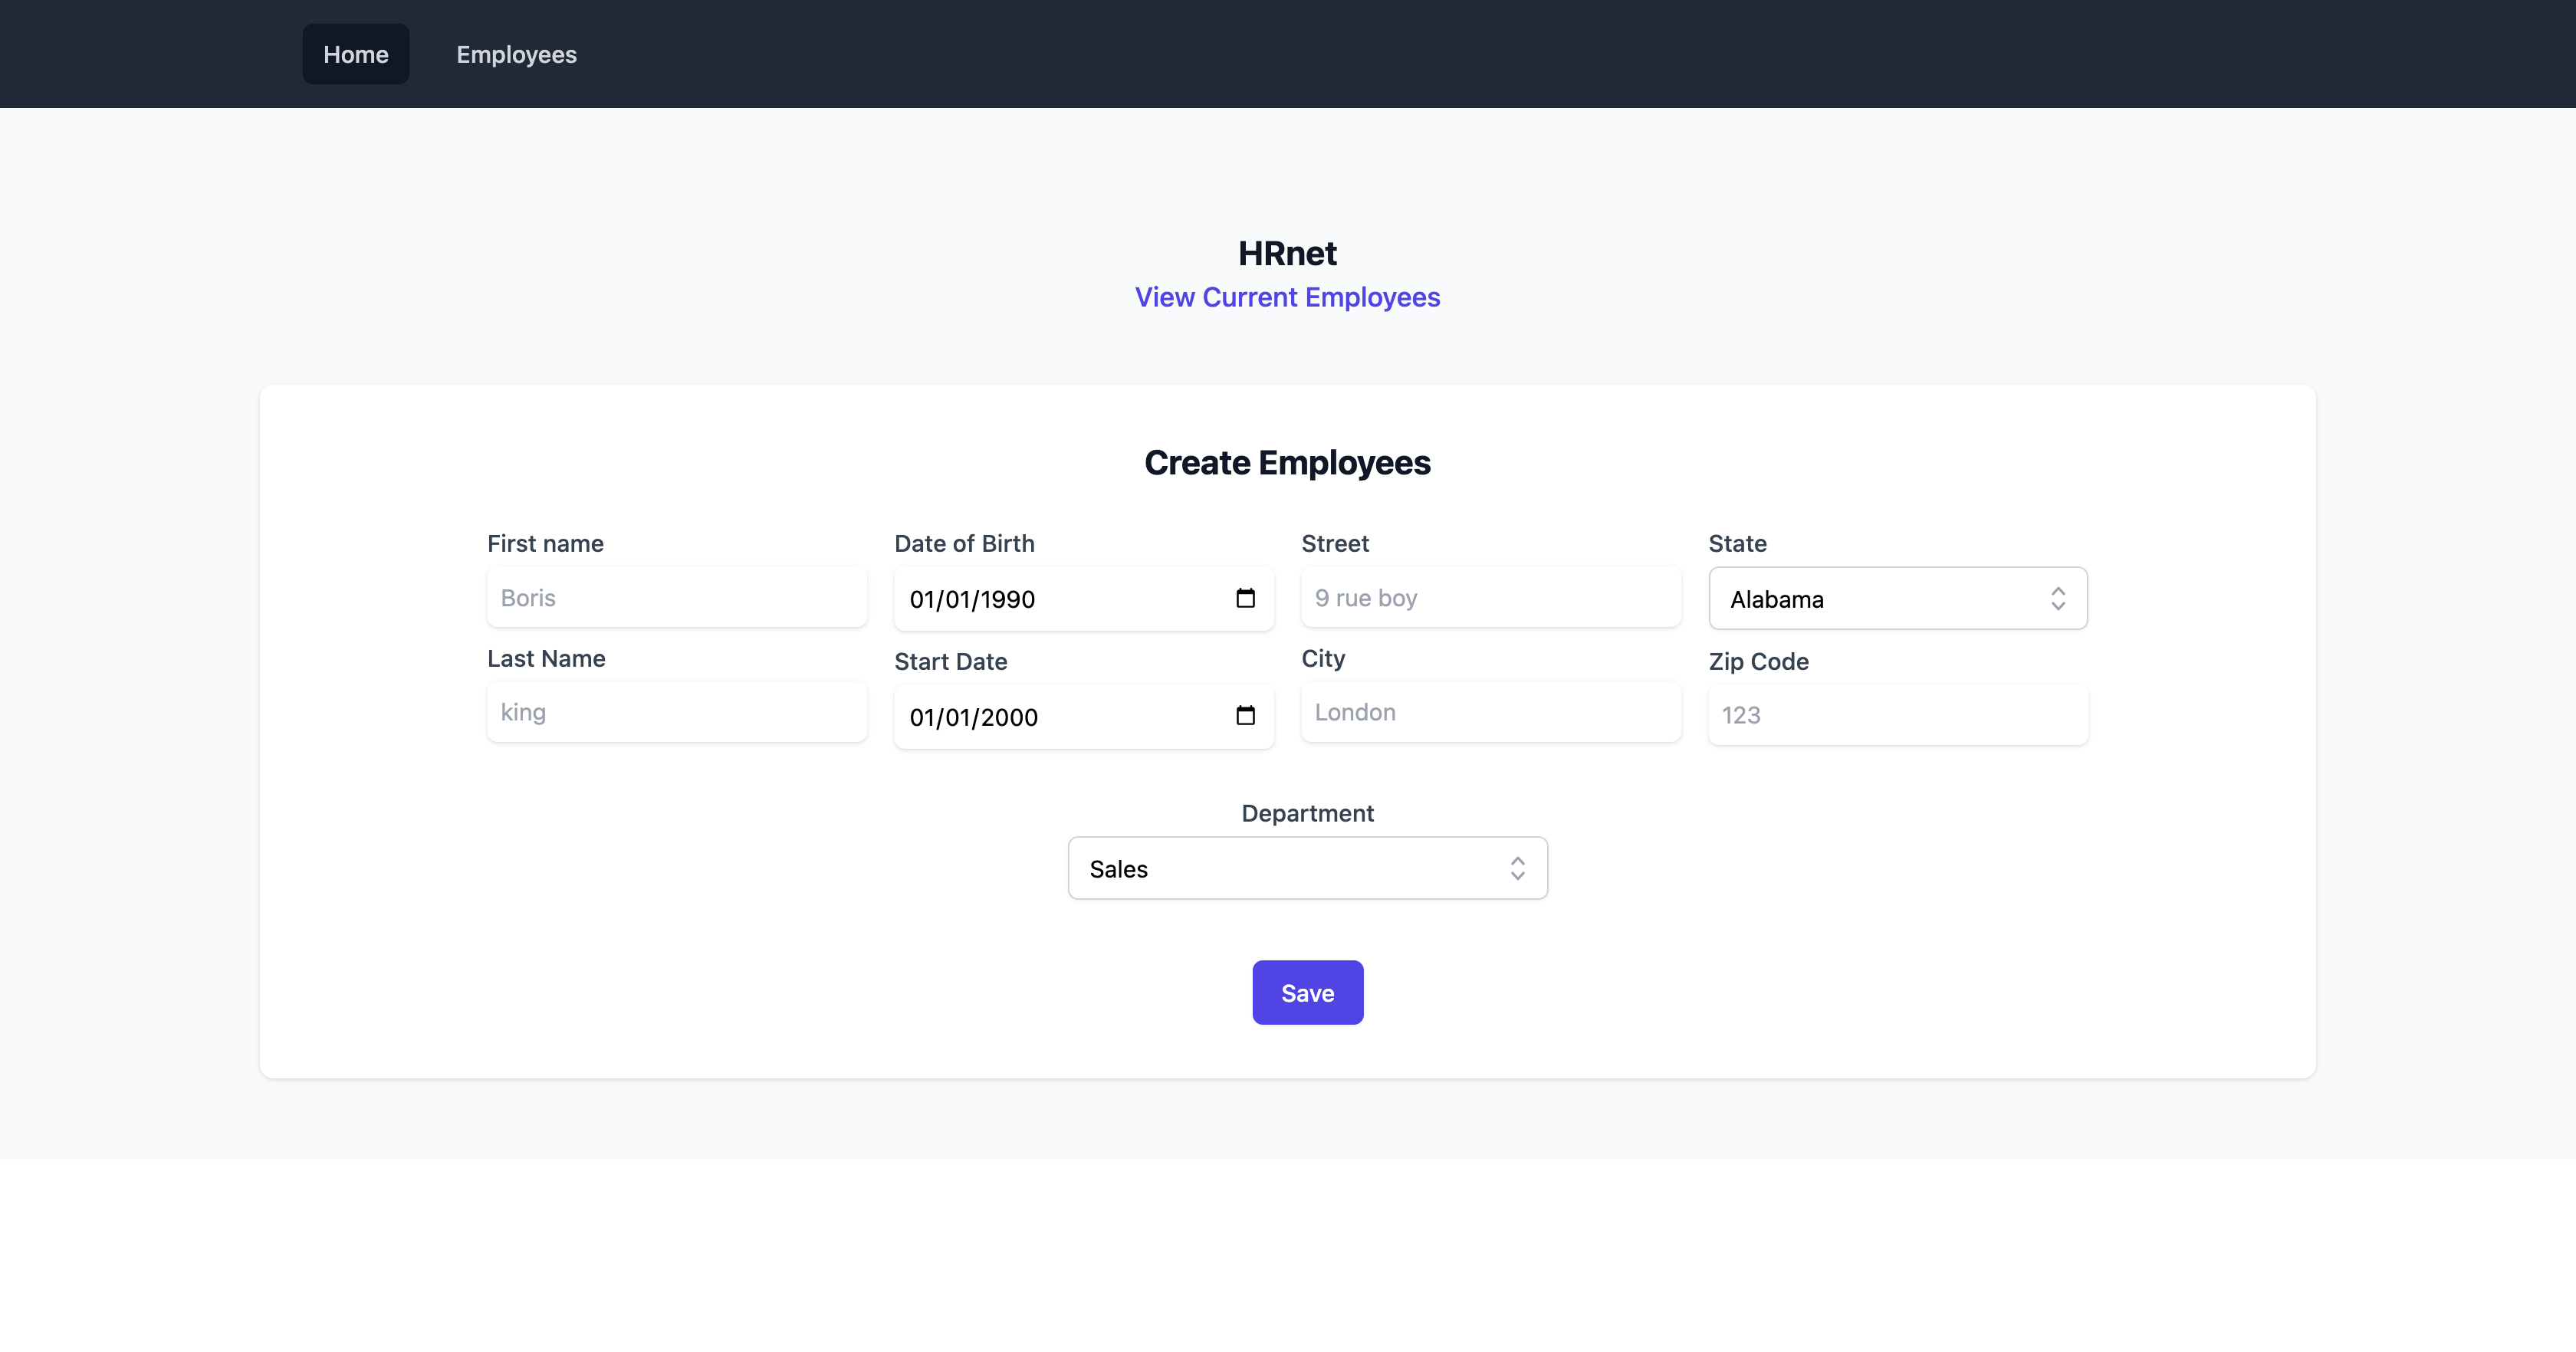 Home Employees
HRnet
View Current Employees
Create Employees
First name Date of Birth Street State
Boris 01/01/1990 9 rue boy Alabama
Last Name Start Date City Zip Code
king 01/01/2000 London 123
Department
Sales
Save